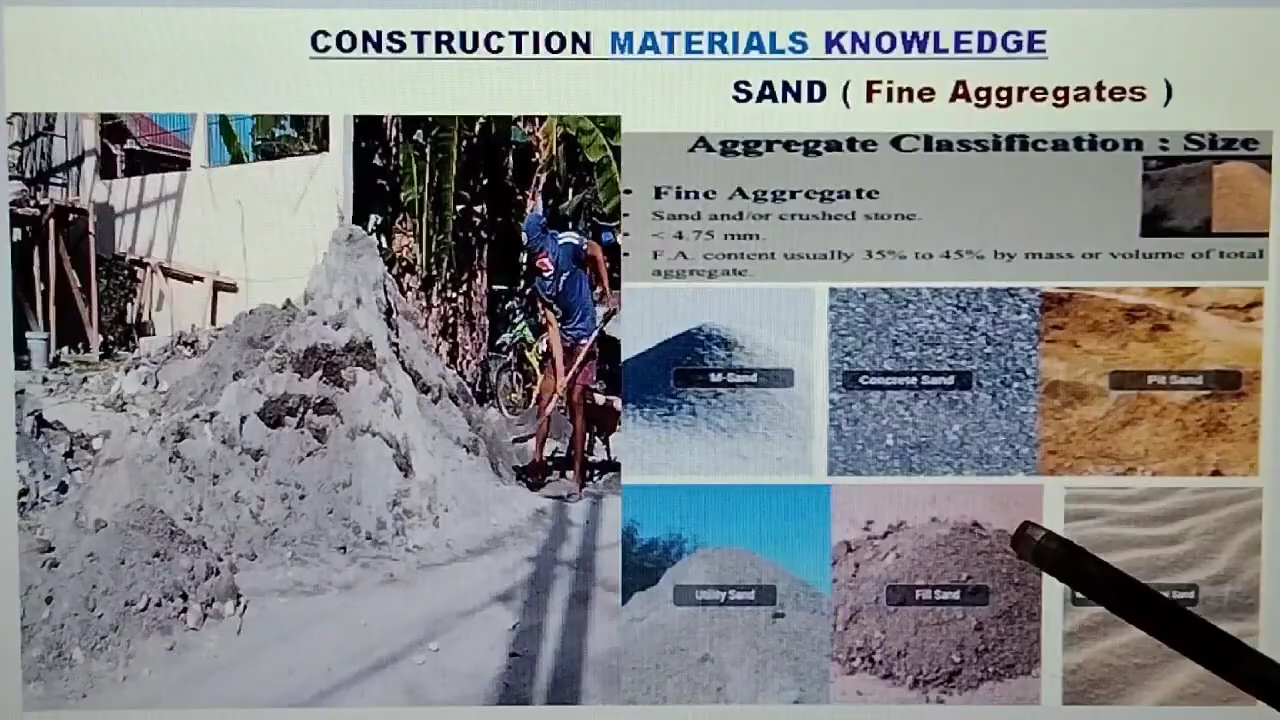 CONSTRUCTION MATERIALS KNOWLEDGE
SAND ( Fine Aggregates )
Aggregate Classification : Size
• Fine Aggregate
• Sand and/or crushed stone.
• < 4.75 mm.
• F.A. content usually 35% to 45% by mass or volume of total
aggregate.
M-Sand
Concrete Sand
Pit Sand
Utility Sand
Fill Sand
Sand